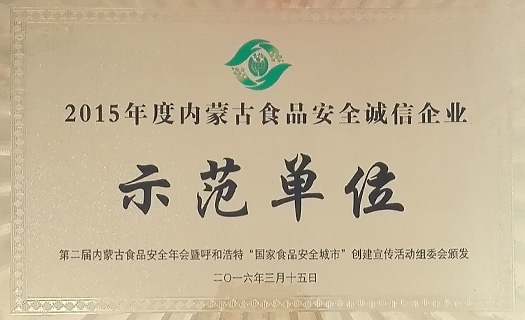 2015年度内蒙古食品安全诚信企业
示范单位
第二届内蒙古食品安全年会暨呼和浩特“国家食品安全城市”创建宣传活动组委会颁发
二〇一六年三月十五日